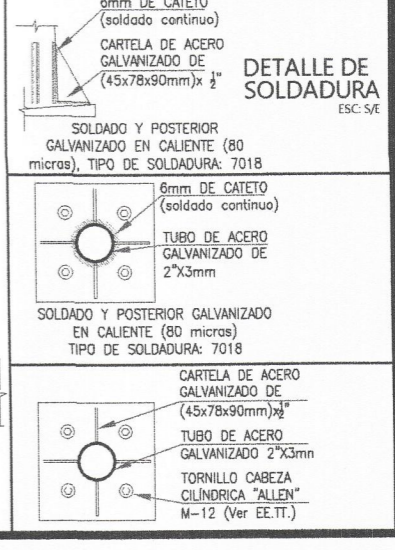 6mm DE CATETO
(soldado continuo)
CARTELA DE ACERO
GALVANIZADO DE
(45x78x90mm)x ½"
DETALLE DE
SOLDADURA
ESC: S/E
SOLDADO Y POSTERIOR
GALVANIZADO EN CALIENTE (80
micras), TIPO DE SOLDADURA: 7018
6mm DE CATETO
(soldado continuo)
TUBO DE ACERO
GALVANIZADO DE
2"X3mm
SOLDADO Y POSTERIOR GALVANIZADO
EN CALIENTE (80 micras)
TIPO DE SOLDADURA: 7018
CARTELA DE ACERO
GALVANIZADO DE
(45x78x90mm)x½"
TUBO DE ACERO
GALVANIZADO 2"X3mm
TORNILLO CABEZA
CILÍNDRICA "ALLEN"
M-12 (Ver EE.TT.)